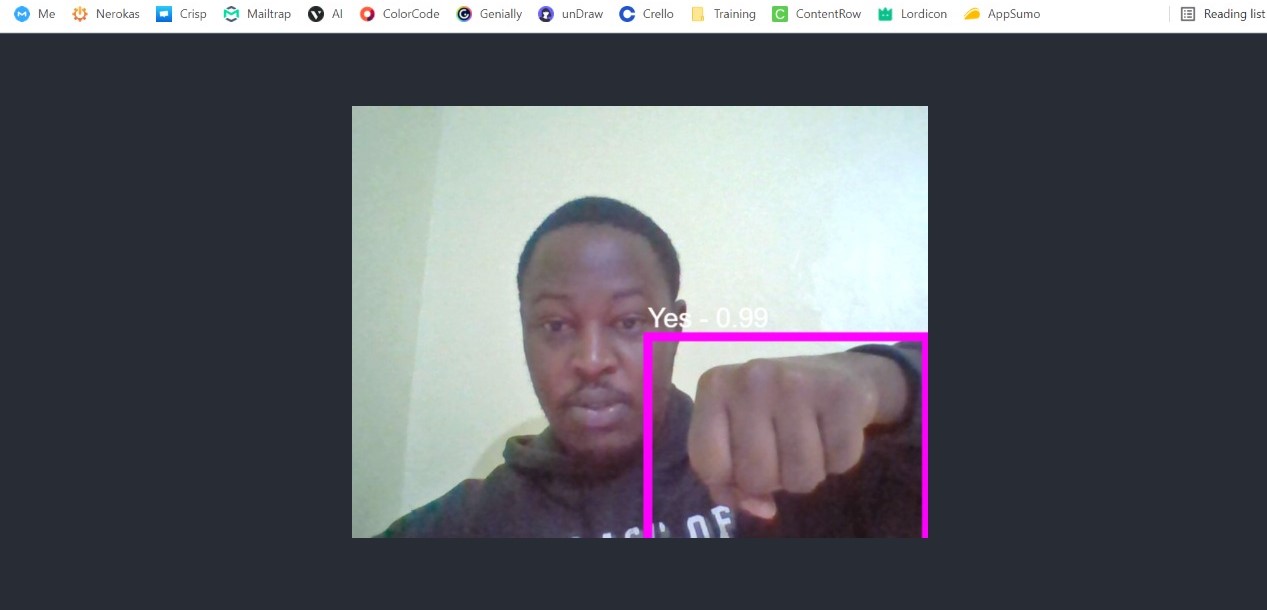 Me Nerokas Crisp Mailtrap AI ColorCode Genially unDraw Crello Training ContentRow Lordicon AppSumo Reading list
Yes - 0.99
OF